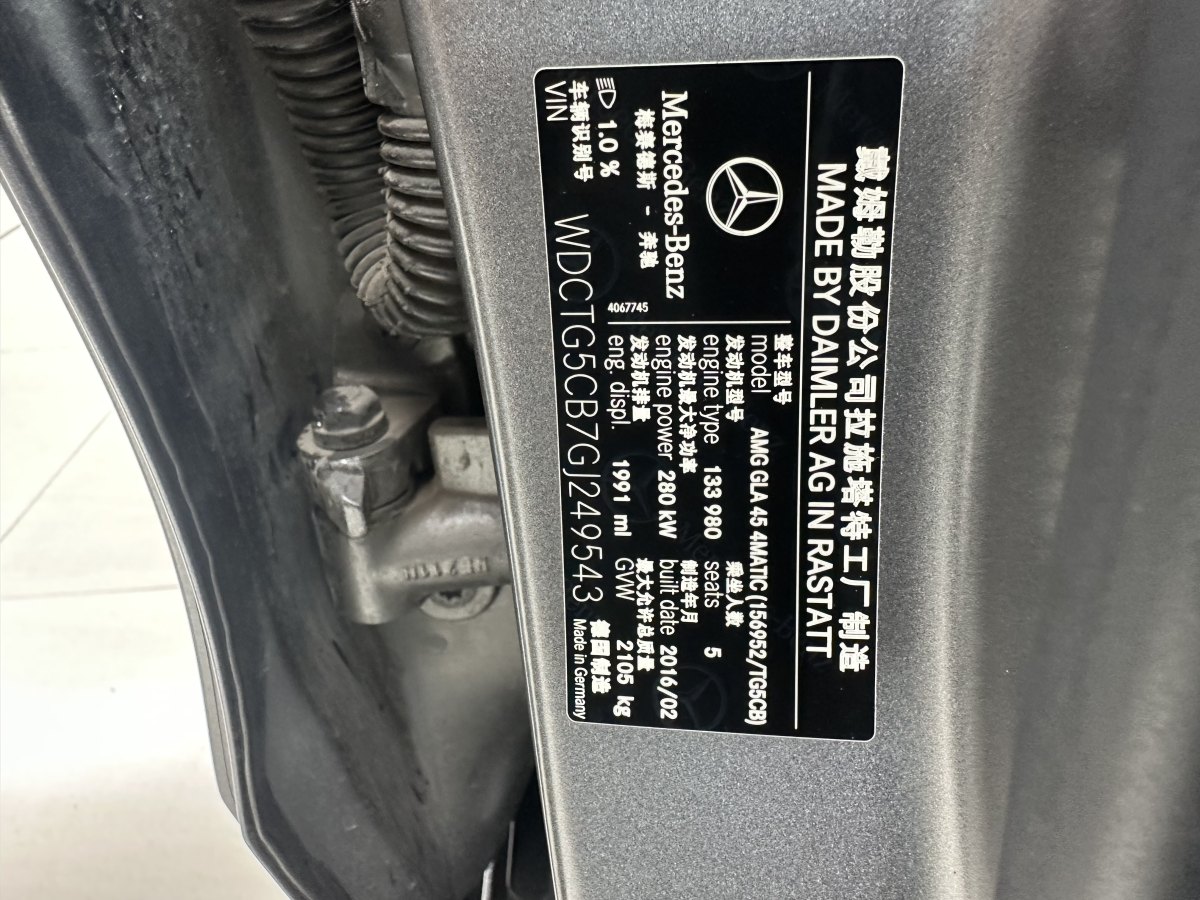 戴姆勒股份公司拉施塔特工厂制造
MADE BY DAIMLER AG IN RASTATT
Mercedes-Benz
梅赛德斯 - 奔驰
4067745
整车型号
model AMG GLA 45 4MATIC (156952/TG5CB)
发动机型号 乘坐人数
engine type 133 980 seats 5
发动机最大净功率 制造年月
engine power 280 kW built date 2016/02
发动机排量 最大允许总质量
eng. displ. 1991 ml GVW 2105 kg
1.0 %
车辆识别号 德国制造
VIN WDCTG5CB7GJ249543 Made in Germany